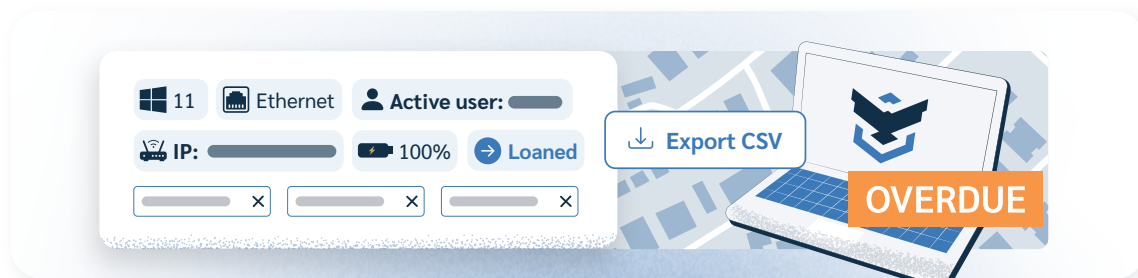 11
Ethernet
Active user:
IP:
100%
Loaned
Export CSV
OVERDUE